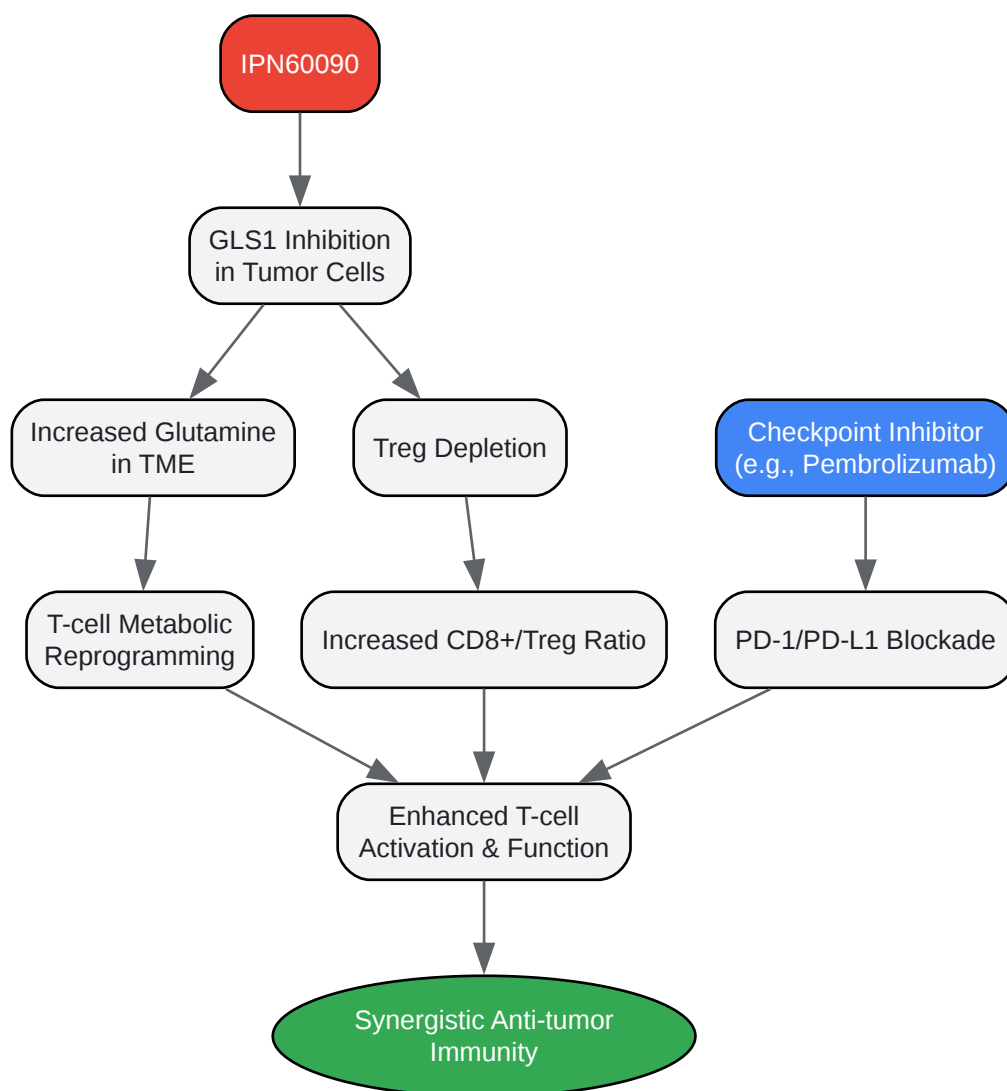 IPN60090
GLS1 Inhibition
in Tumor Cells
Increased Glutamine
in TME
Treg Depletion
Checkpoint Inhibitor
(e.g., Pembrolizumab)
T-cell Metabolic
Reprogramming
Increased CD8+/Treg Ratio
PD-1/PD-L1 Blockade
Enhanced T-cell
Activation & Function
Synergistic Anti-tumor
Immunity